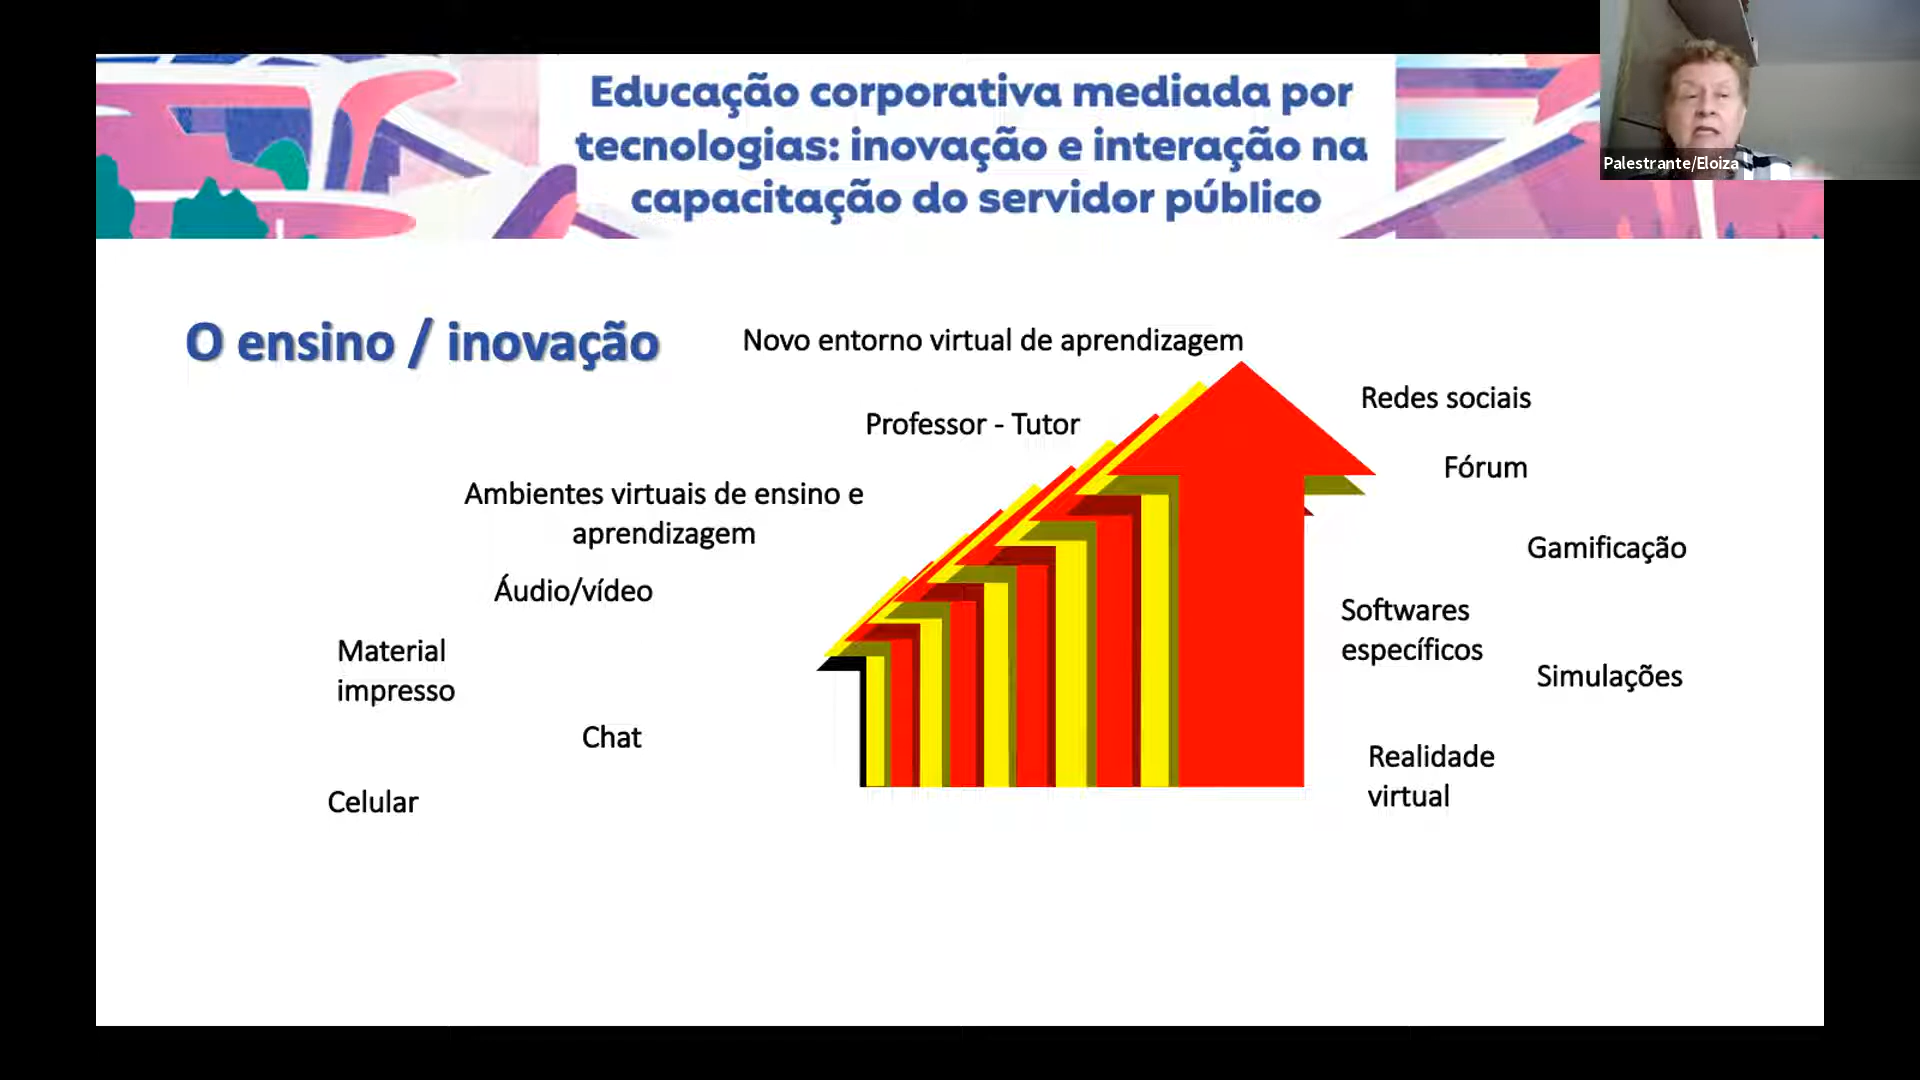 Educação corporativa mediada por
tecnologias: inovação e interação na
capacitação do servidor público
Palestrante/Eloiza
O ensino / inovação
Novo entorno virtual de aprendizagem
Redes sociais
Professor - Tutor
Fórum
Ambientes virtuais de ensino e
aprendizagem
Gamificação
Áudio/vídeo
Softwares
específicos
Material
impresso
Simulações
Chat
Realidade
virtual
Celular